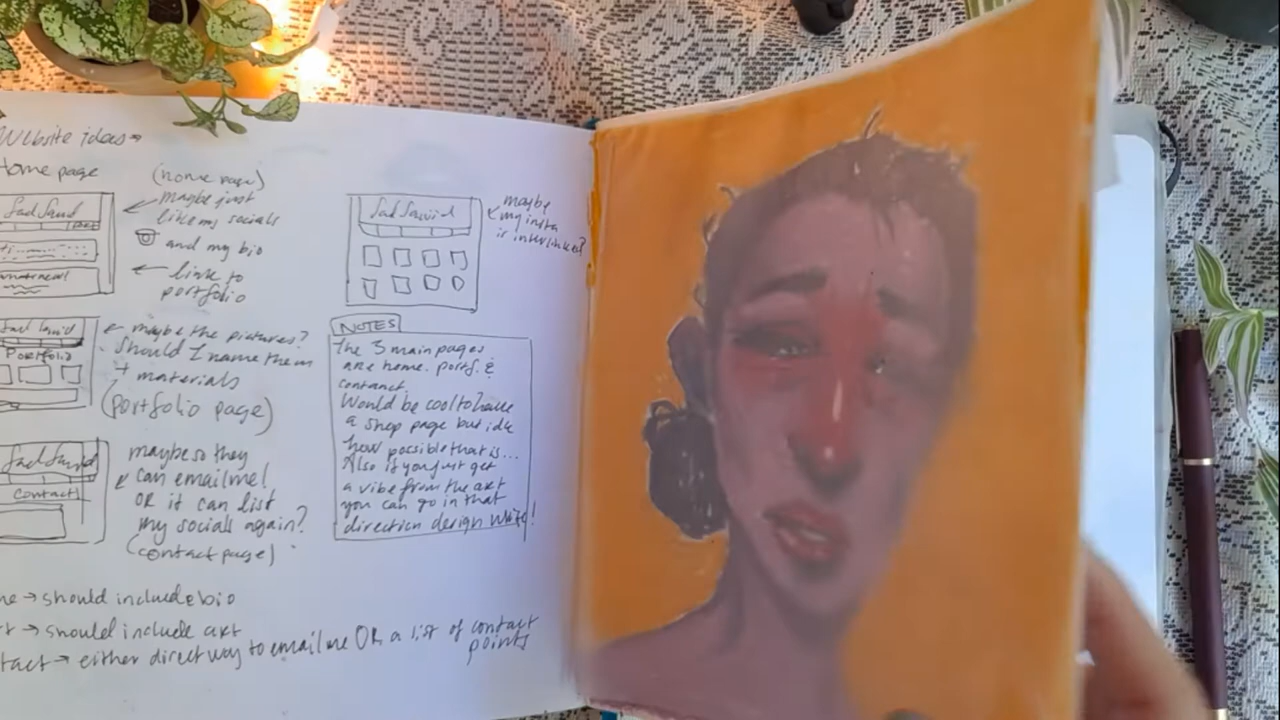 Website ideas →
Home page
(home page)
maybe just
like my socials
and my bio
link to
portfolio
maybe
my insta
is interlinked?
maybe the pictures?
Portfolio
should I name them
+ materials
(portfolio page)
maybe so they
can email me!
Contact
OR it can list
my socials again?
(contact page)
NOTES
the 3 main pages
are home. portf. &
contanct.
Would be cool to have
a shop page but idk
how possible that is...
Also if you just get
a vibe from the art
you can go in that
direction design wise!
→ should include bio
→ should include art
tact → either direct way to email me OR a list of contact
points